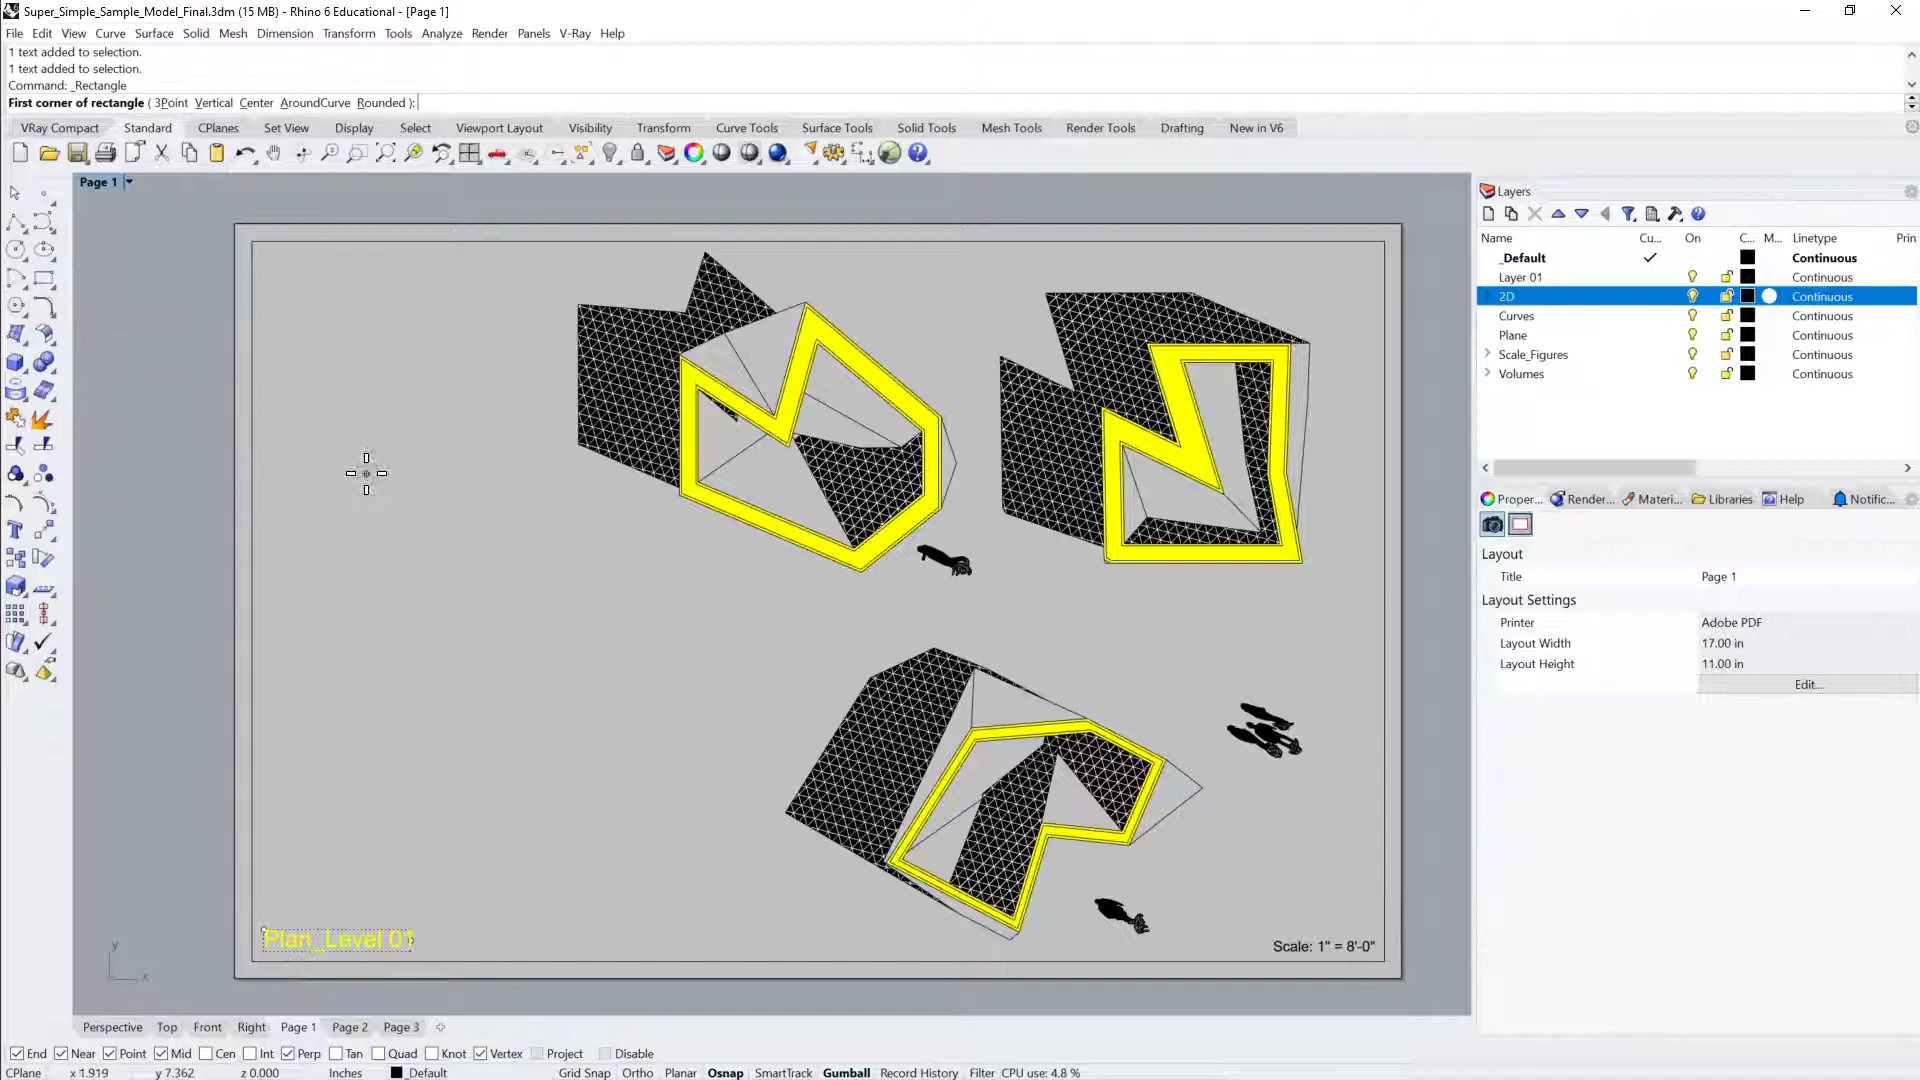 Super_Simple_Sample_Model_Final.3dm (15 MB) - Rhino 6 Educational - [Page 1]
File Edit View Curve Surface Solid Mesh Dimension Transform Tools Analyze Render Panels V-Ray Help
1 text added to selection.
1 text added to selection.
Command: _Rectangle
First corner of rectangle ( 3Point Vertical Center AroundCurve Rounded ):
VRay Compact Standard CPlanes Set View Display Select Viewport Layout Visibility Transform Curve Tools Surface Tools Solid Tools Mesh Tools Render Tools Drafting New in V6
Page 1
Layers
Name Cu... On C... M... Linetype Prin
_Default Continuous
Layer 01 Continuous
2D Continuous
Curves Continuous
Plane Continuous
Scale_Figures Continuous
Volumes Continuous
Proper... Render... Materi... Libraries Help Notific...
Layout
Title Page 1
Layout Settings
Printer Adobe PDF
Layout Width 17.00 in
Layout Height 11.00 in
Edit...
Plan_Level 01
Scale: 1" = 8'-0"
y
x
Perspective Top Front Right Page 1 Page 2 Page 3
End Near Point Mid Cen Int Perp Tan Quad Knot Vertex Project Disable
CPlane x 1.919 y 7.362 z 0.000 Inches _Default Grid Snap Ortho Planar Osnap SmartTrack Gumball Record History Filter CPU use: 4.8 %